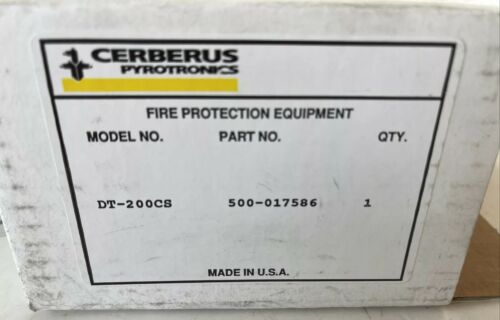 CERBERUS
PYROTRONICS
FIRE PROTECTION EQUIPMENT
MODEL NO. PART NO. QTY.
DT-200CS 500-017586 1
MADE IN U.S.A.